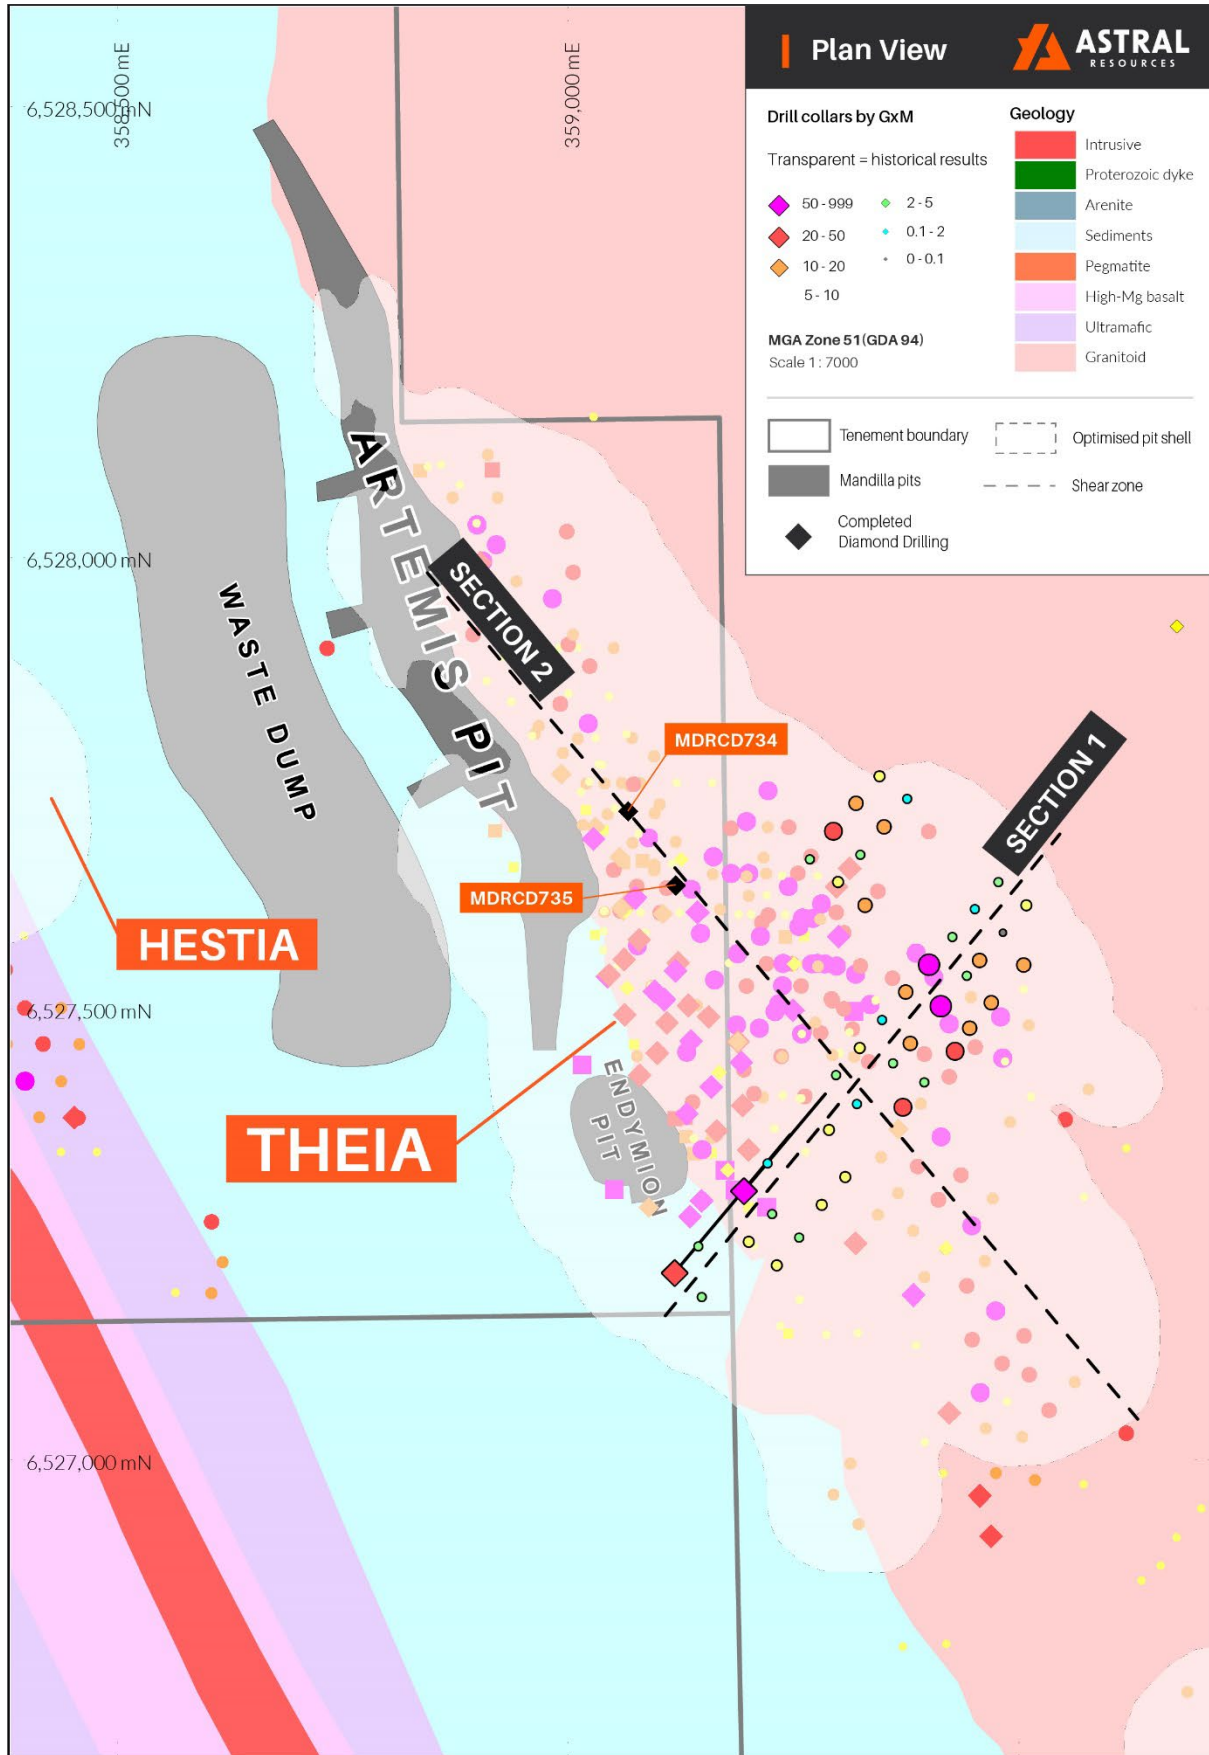 Plan View
ASTRAL
RESOURCES
Drill collars by GxM
Transparent = historical results
50 - 999
20 - 50
10 - 20
5 - 10
2 - 5
0.1 - 2
0 - 0.1
MGA Zone 51(GDA 94)
Scale 1 : 7000
Geology
Intrusive
Proterozoic dyke
Arenite
Sediments
Pegmatite
High-Mg basalt
Ultramafic
Granitoid
Tenement boundary
Optimised pit shell
Mandilla pits
Shear zone
Completed
Diamond Drilling
358,500 mE
359,000 mE
6,528,500 mN
6,528,000 mN
6,527,500 mN
6,527,000 mN
ARTEMIS PIT
WASTE DUMP
SECTION 2
SECTION 1
MDRCD734
MDRCD735
HESTIA
THEIA
ENDYMION
PIT